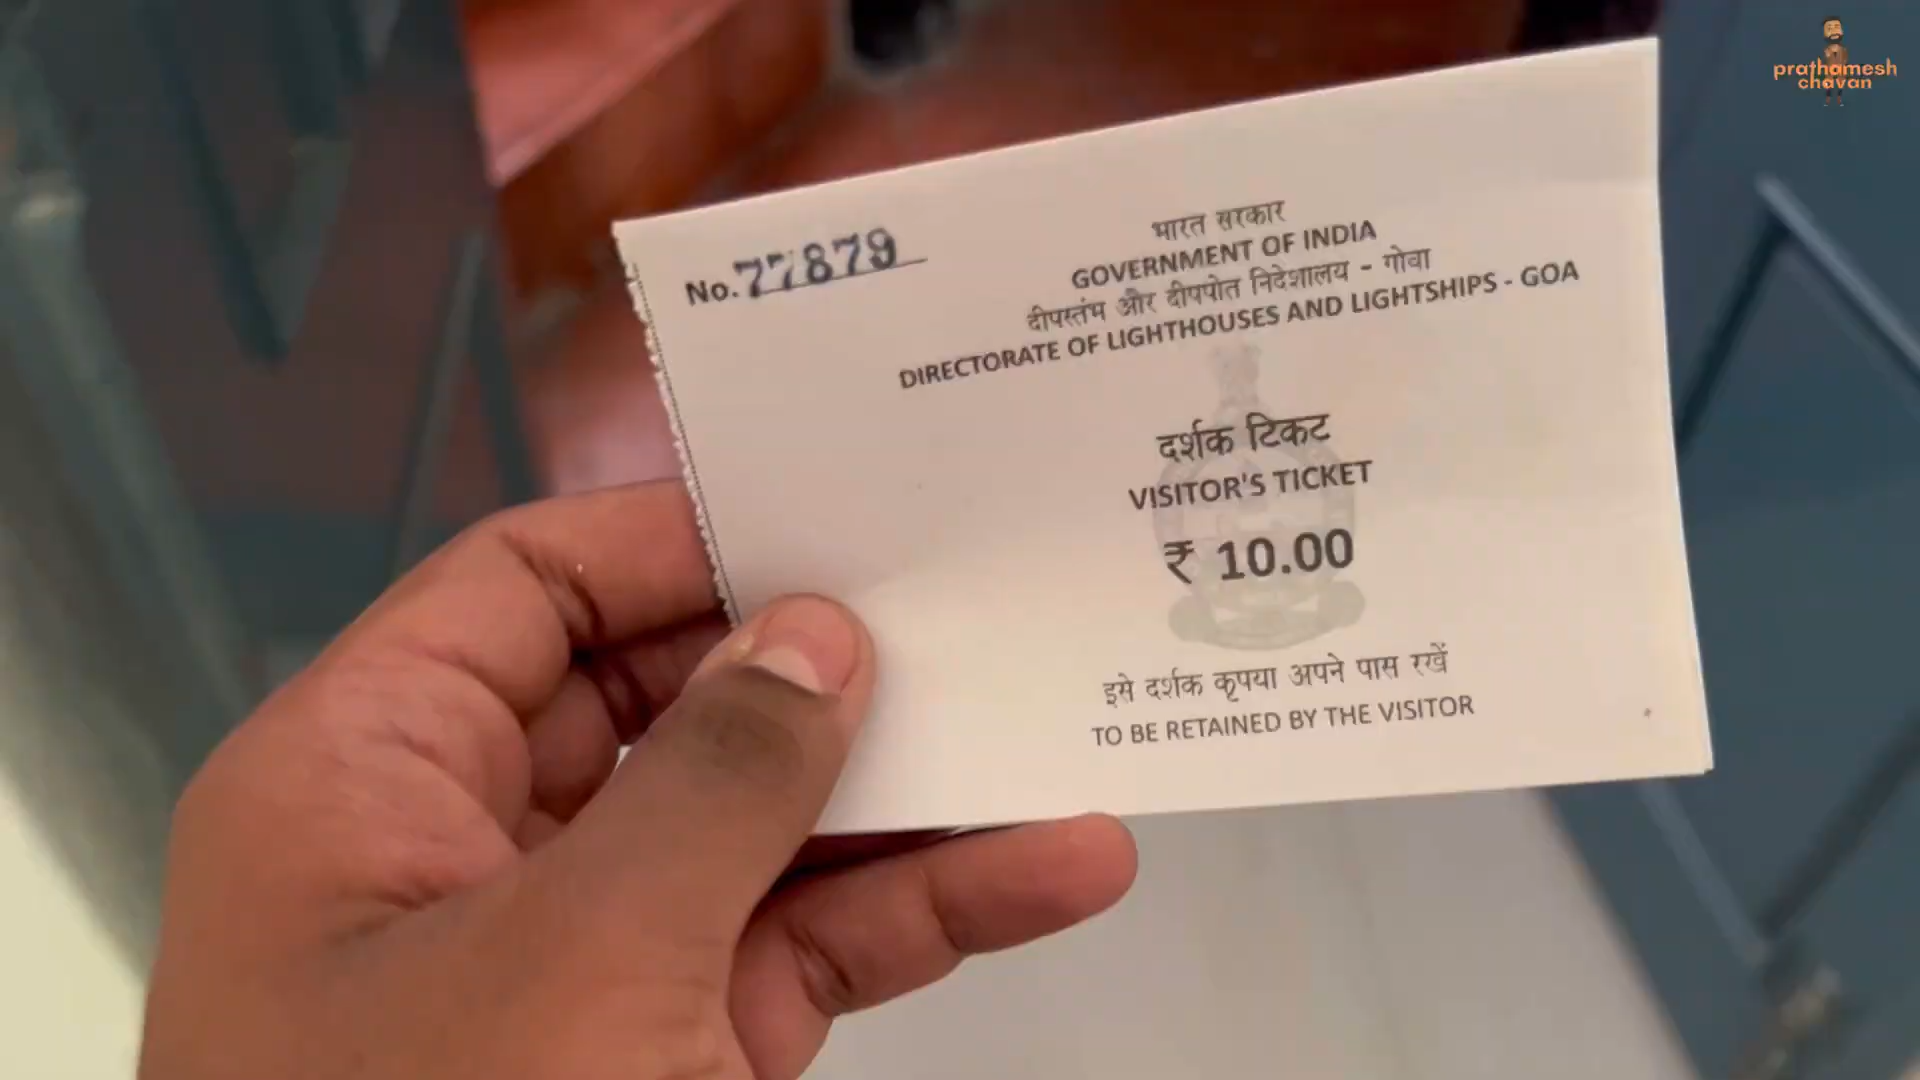 prathamesh
chavan
No. 77879
भारत सरकार
GOVERNMENT OF INDIA
दीपस्तंभ और दीपपोत निदेशालय - गोवा
DIRECTORATE OF LIGHTHOUSES AND LIGHTSHIPS - GOA
दर्शक टिकट
VISITOR'S TICKET
₹ 10.00
इसे दर्शक कृपया अपने पास रखें
TO BE RETAINED BY THE VISITOR